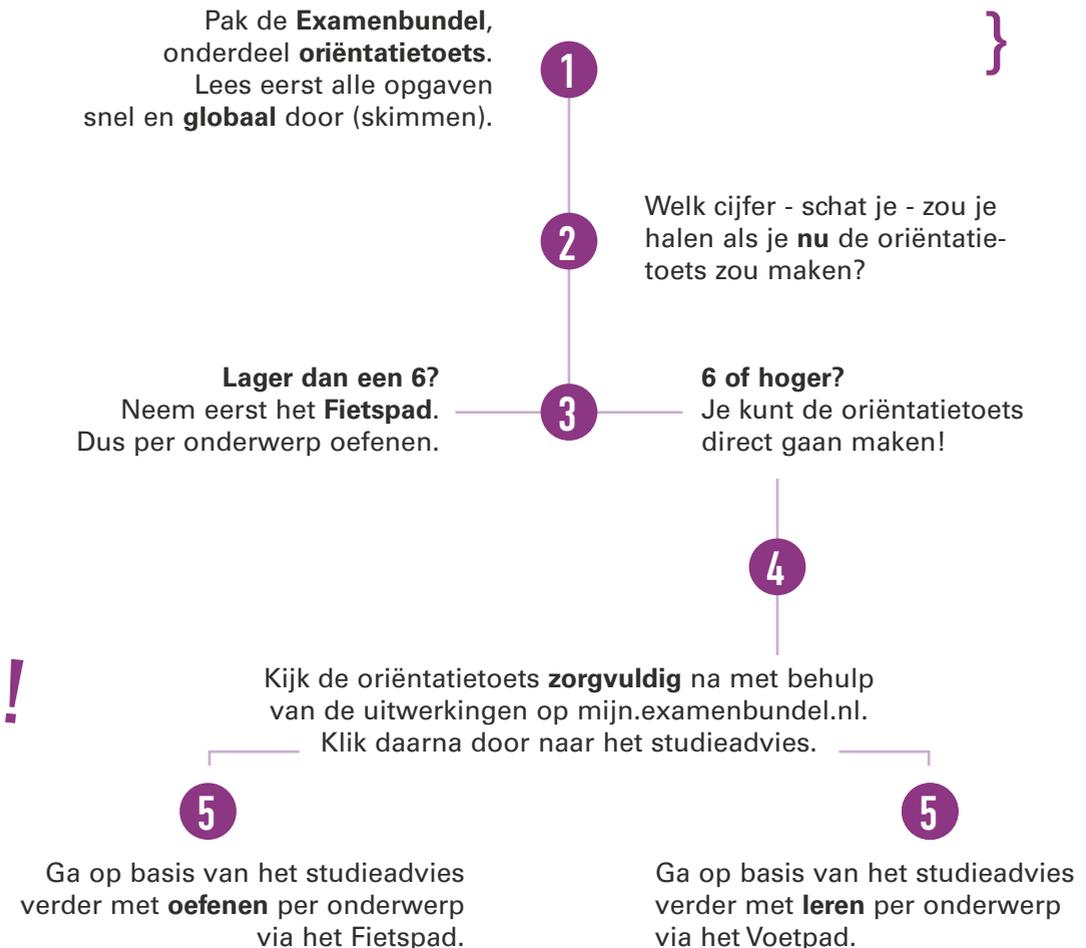 Pak de Examenbundel,
onderdeel oriëntatietoets.
Lees eerst alle opgaven
snel en globaal door (skimmen).
}
1
2
Welk cijfer - schat je - zou je
halen als je nu de oriëntatie-
toets zou maken?
Lager dan een 6?
Neem eerst het Fietspad.
Dus per onderwerp oefenen.
3
6 of hoger?
Je kunt de oriëntatietoets
direct gaan maken!
4
!
Kijk de oriëntatietoets zorgvuldig na met behulp
van de uitwerkingen op mijn.examenbundel.nl.
Klik daarna door naar het studieadvies.
5
Ga op basis van het studieadvies
verder met oefenen per onderwerp
via het Fietspad.
5
Ga op basis van het studieadvies
verder met leren per onderwerp
via het Voetpad.